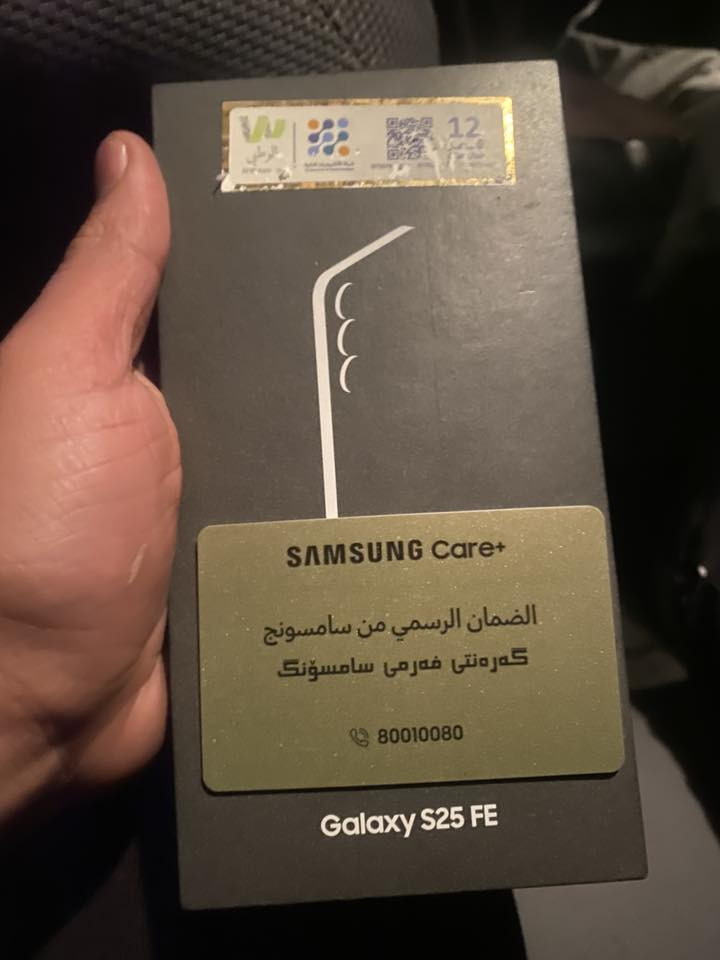 12
SAMSUNG Care+
الضمان الرسمي من سامسونج
گەرەنتی فەرمی سامسۆنگ
80010080
Galaxy S25 FE